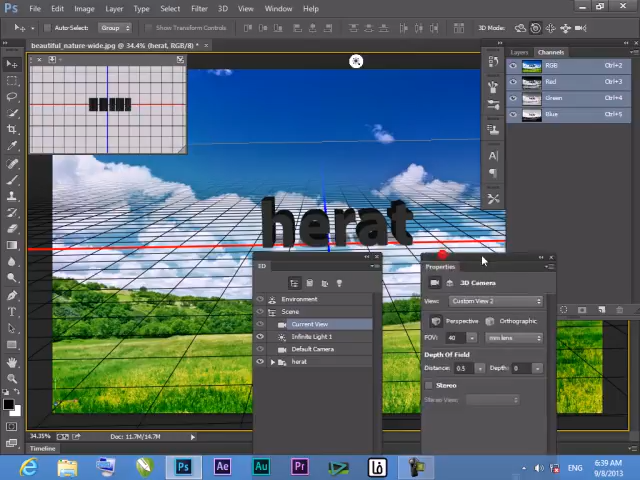 Ps File Edit Image Layer Type Select Filter 3D View Window Help
Auto-Select: Group Show Transform Controls 3D Mode:
beautiful_nature-wide.jpg @ 34.4% (herat, RGB/8) *
Layers Channels
RGB Ctrl+2
Red Ctrl+3
Green Ctrl+4
Blue Ctrl+5
herat
3D
Environment
Scene
Current View
Infinite Light 1
Default Camera
herat
Properties
3D Camera
View: Custom View 2
Perspective Orthographic
FOV: 40 mm lens
Depth Of Field
Distance: 0.5 Depth: 0
Stereo
Stereo View:
34.35% Doc: 11.7M/14.7M
Timeline
Ps Ae Au Pr
ENG
6:39 AM
9/8/2013